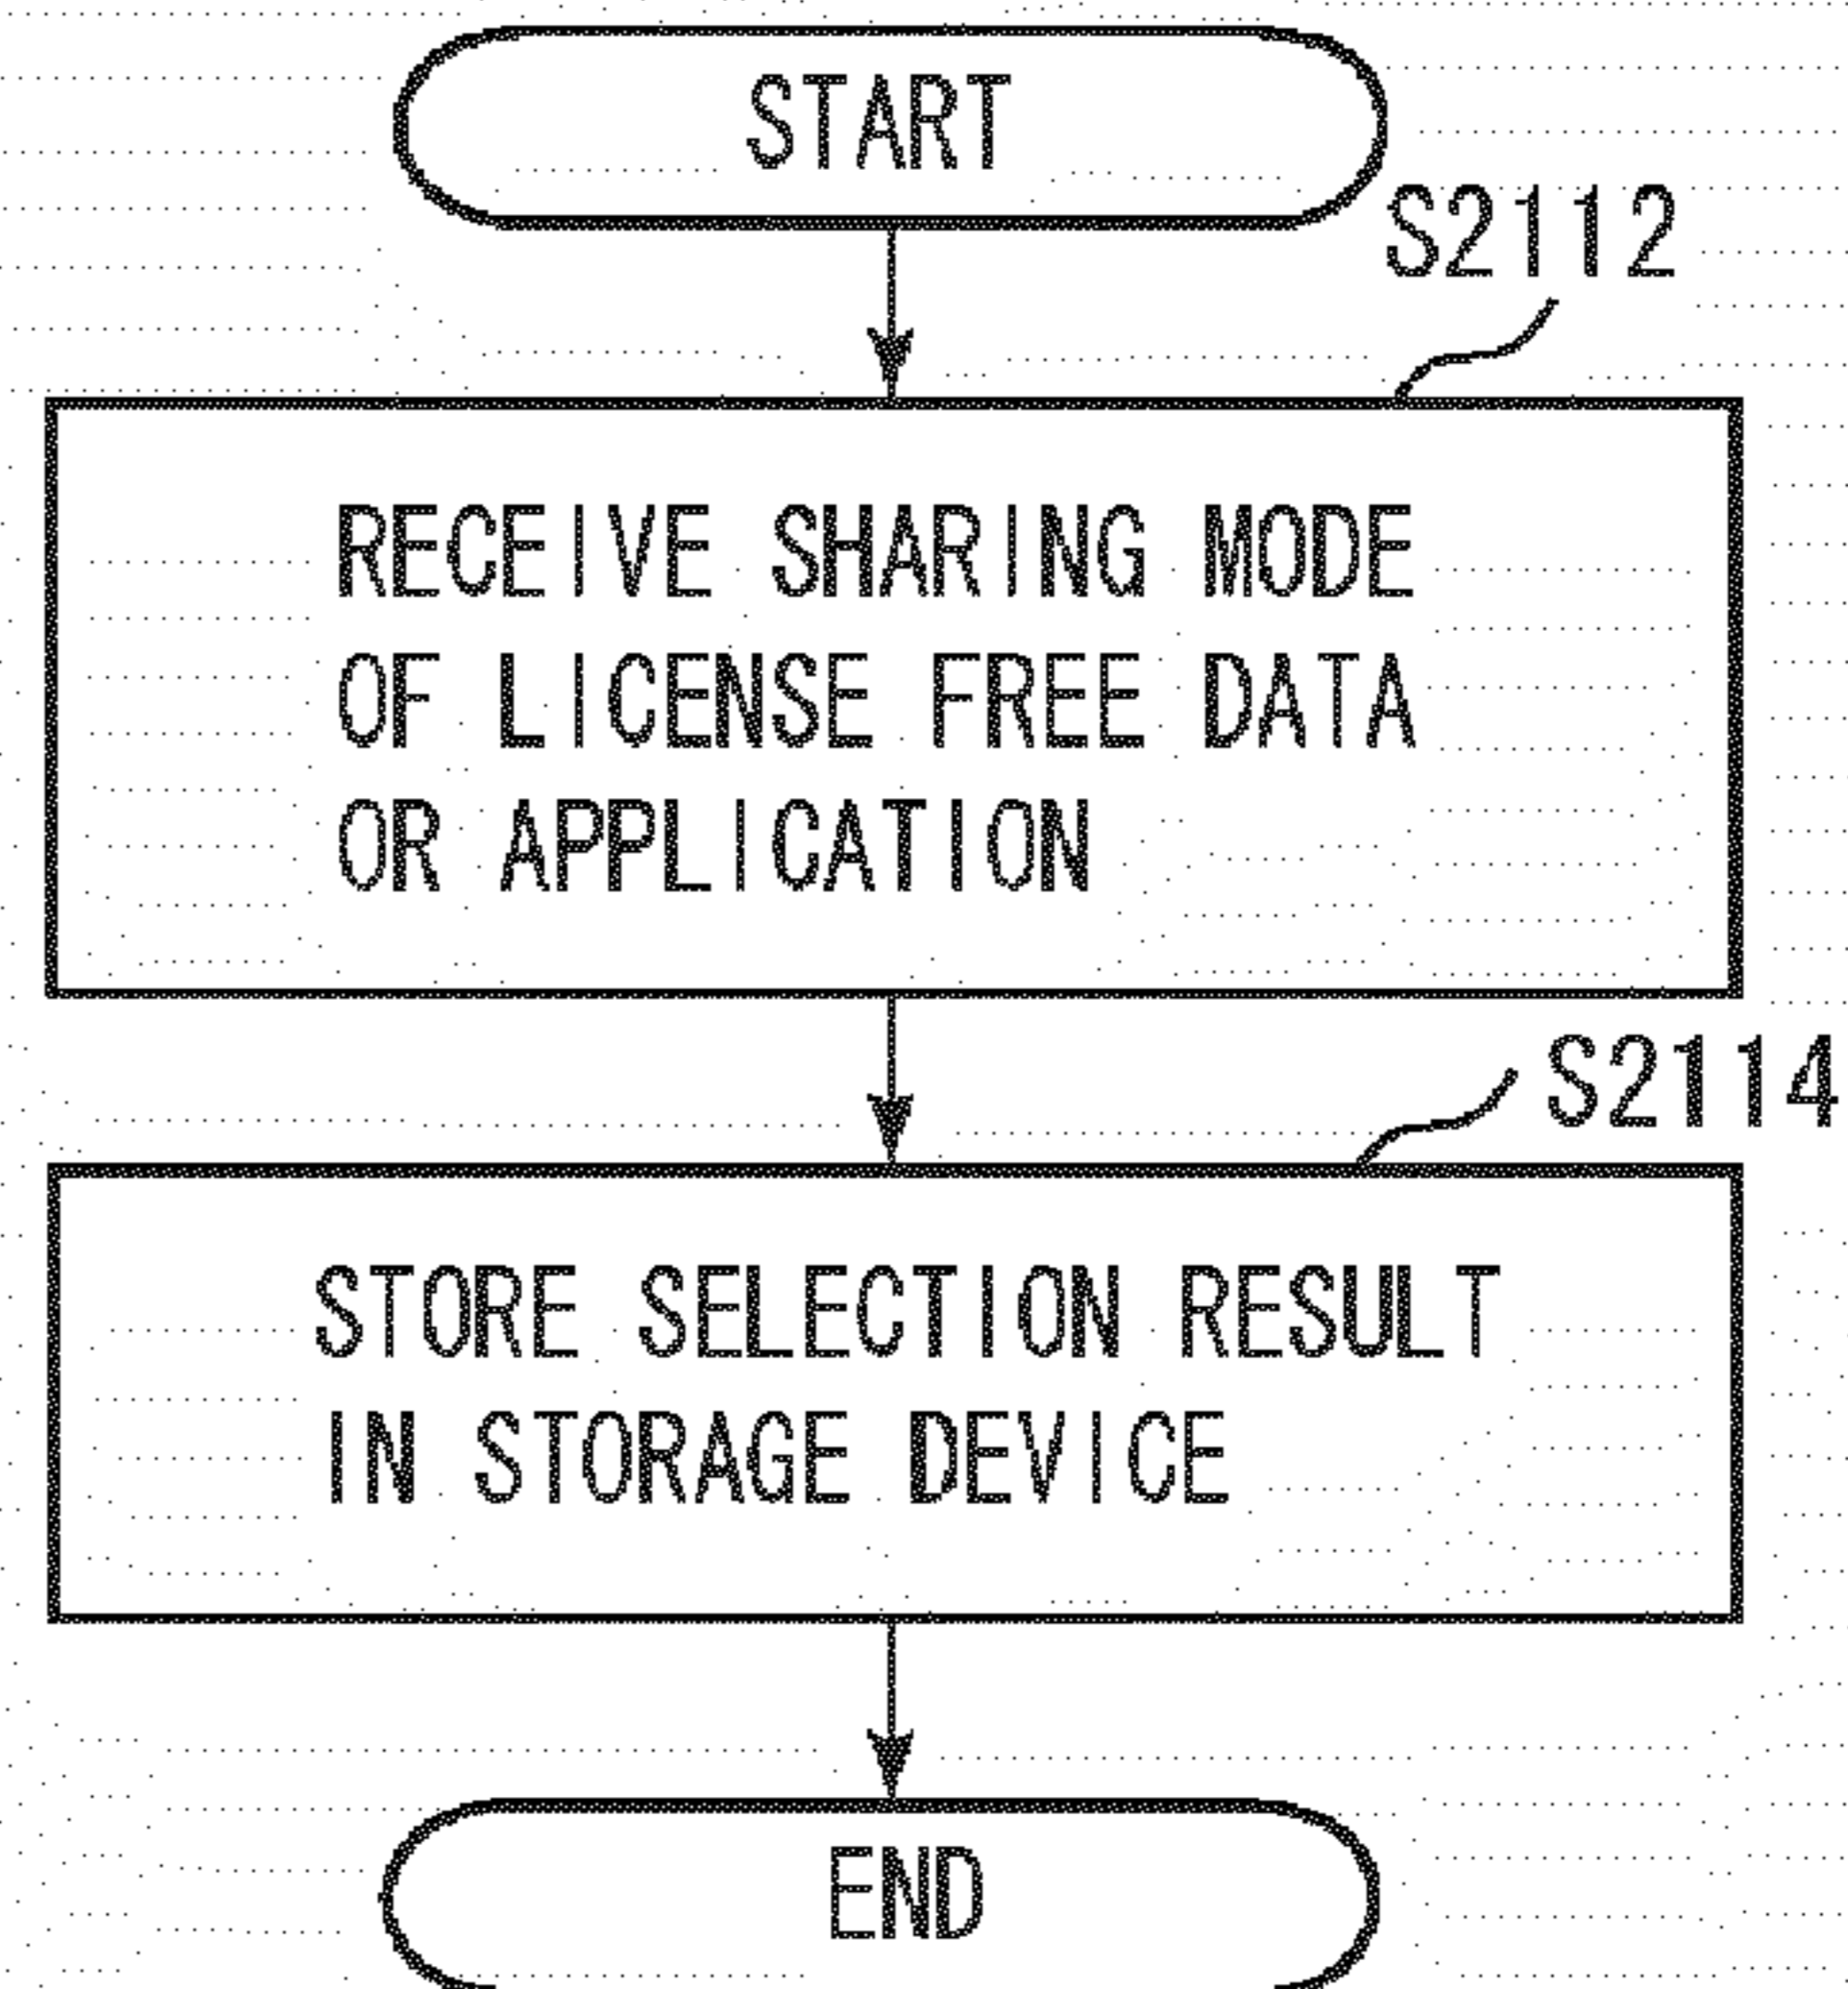 START
S2112
RECEIVE SHARING MODE
OF LICENSE FREE DATA
OR APPLICATION
S2114
STORE SELECTION RESULT
IN STORAGE DEVICE
END